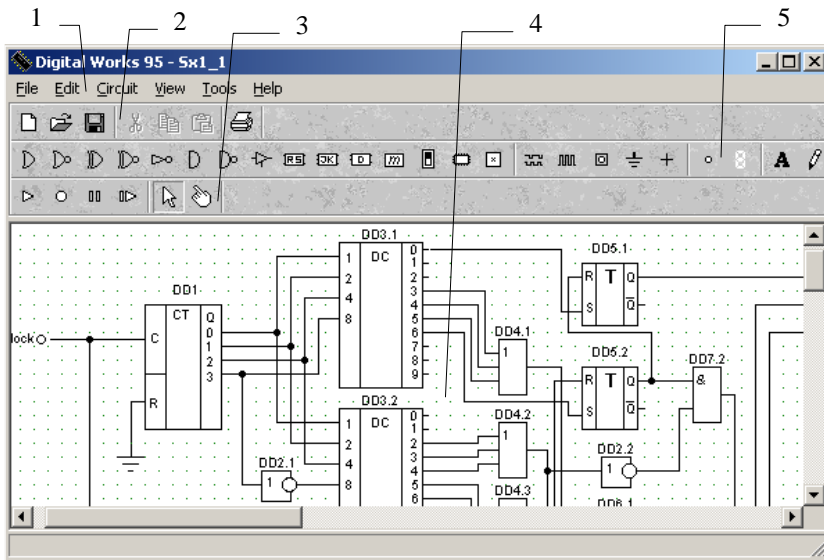 1 2 3 4 5
Digital Works 95 - Sx1_1
File Edit Circuit View Tools Help
RS JK D m
A
DD3.1
DC
1
2
4
8
0
1
2
3
4
5
6
7
8
9
DD5.1
R T Q
S Q
DD1
CT
Q
0
1
2
3
C
R
lock
DD4.1
1
DD5.2
R T Q
S Q
DD7.2
&
DD3.2
DC
1
2
4
8
0
1
2
3
4
5
6
DD4.2
1
DD2.2
1
DD2.1
1
DD4.3
DD6.1